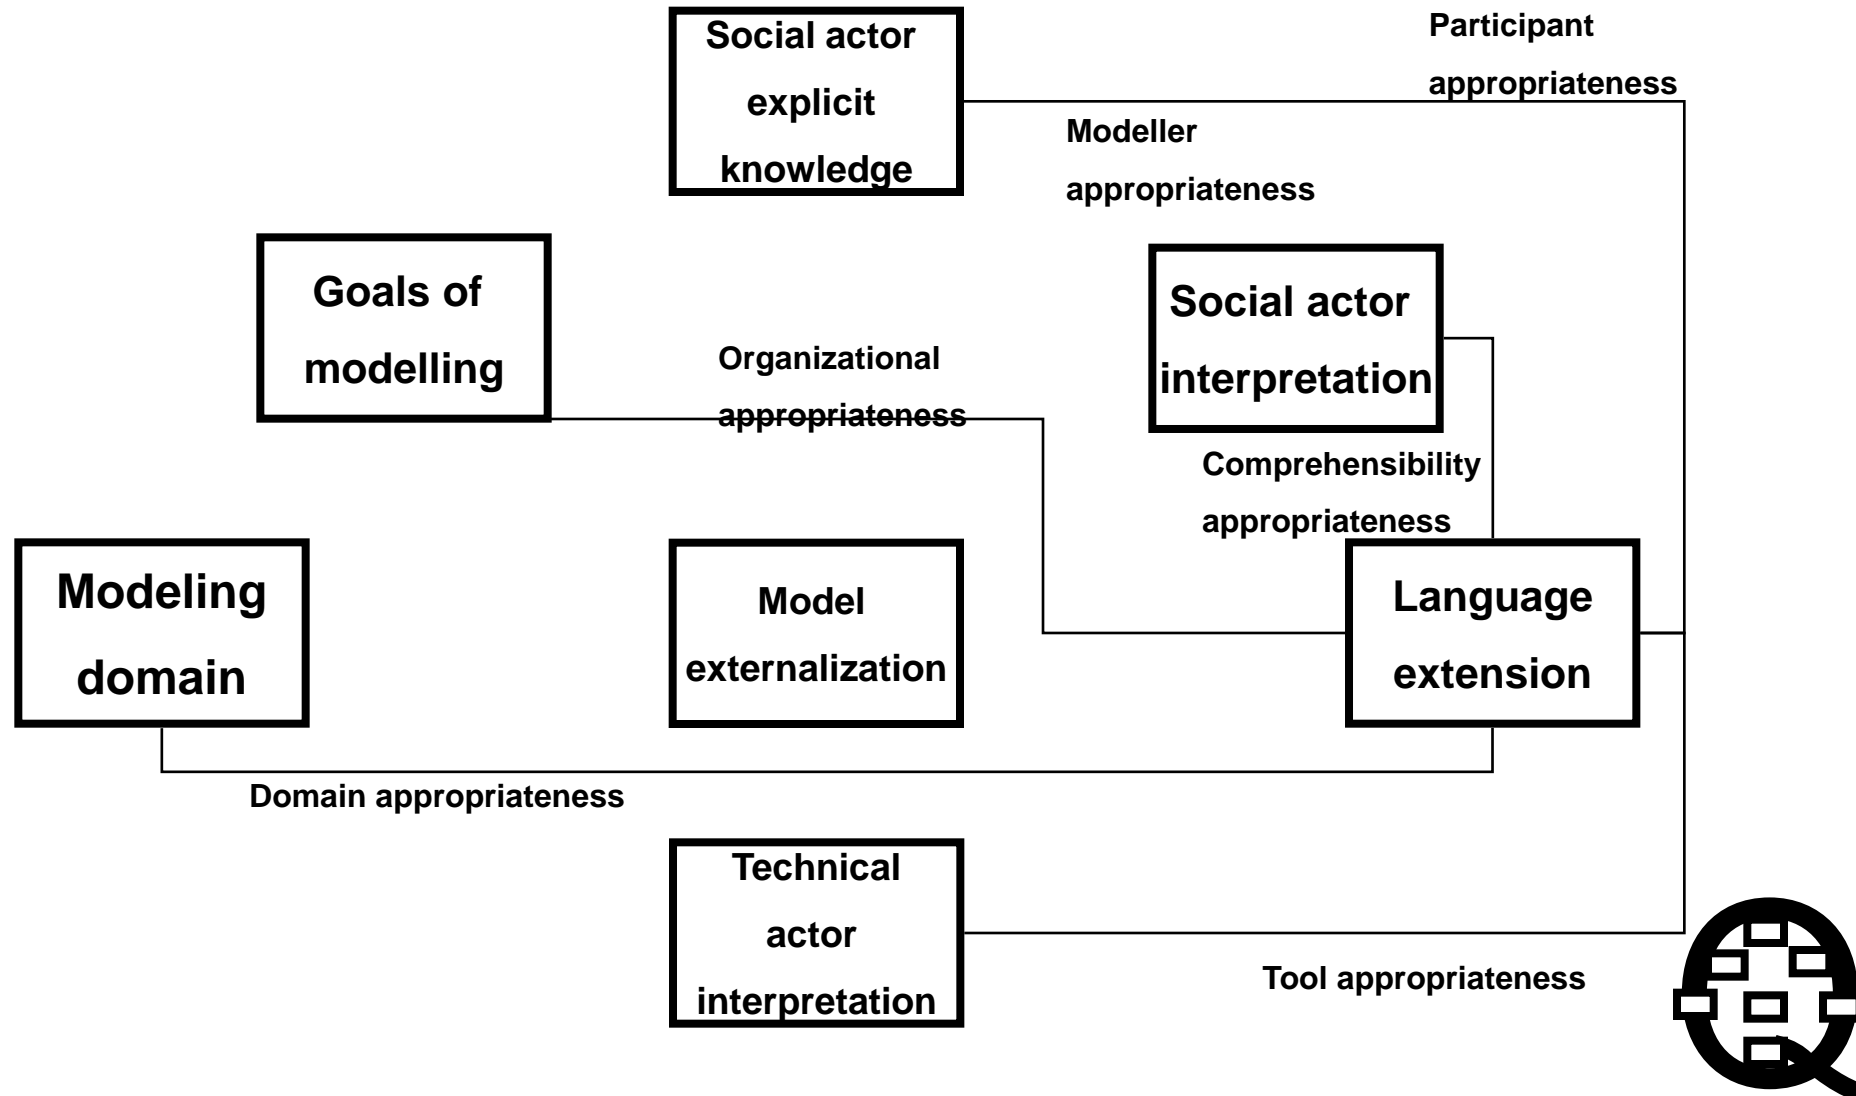 Social actor
explicit
knowledge
Participant
appropriateness
Modeller
appropriateness
Goals of
modelling
Social actor
interpretation
Organizational
appropriateness
Comprehensibility
appropriateness
Modeling
domain
Model
externalization
Language
extension
Domain appropriateness
Technical
actor
interpretation
Tool appropriateness